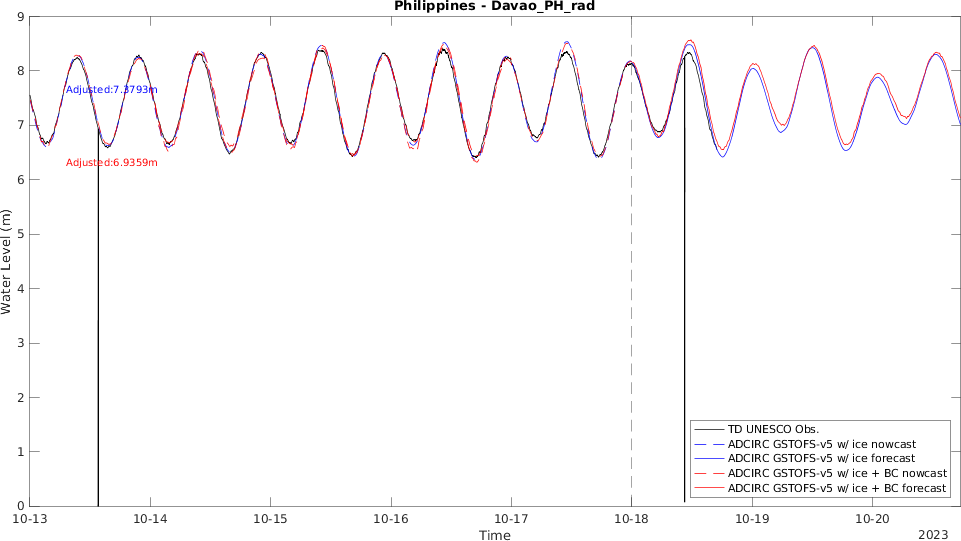 Philippines - Davao_PH_rad
9
8
7
6
5
4
3
2
1
0
Water Level (m)
Adjusted:7.3793m
Adjusted:6.9359m
TD UNESCO Obs.
ADCIRC GSTOFS-v5 w/ ice nowcast
ADCIRC GSTOFS-v5 w/ ice forecast
ADCIRC GSTOFS-v5 w/ ice + BC nowcast
ADCIRC GSTOFS-v5 w/ ice + BC forecast
10-13 10-14 10-15 10-16 10-17 10-18 10-19 10-20
Time
2023